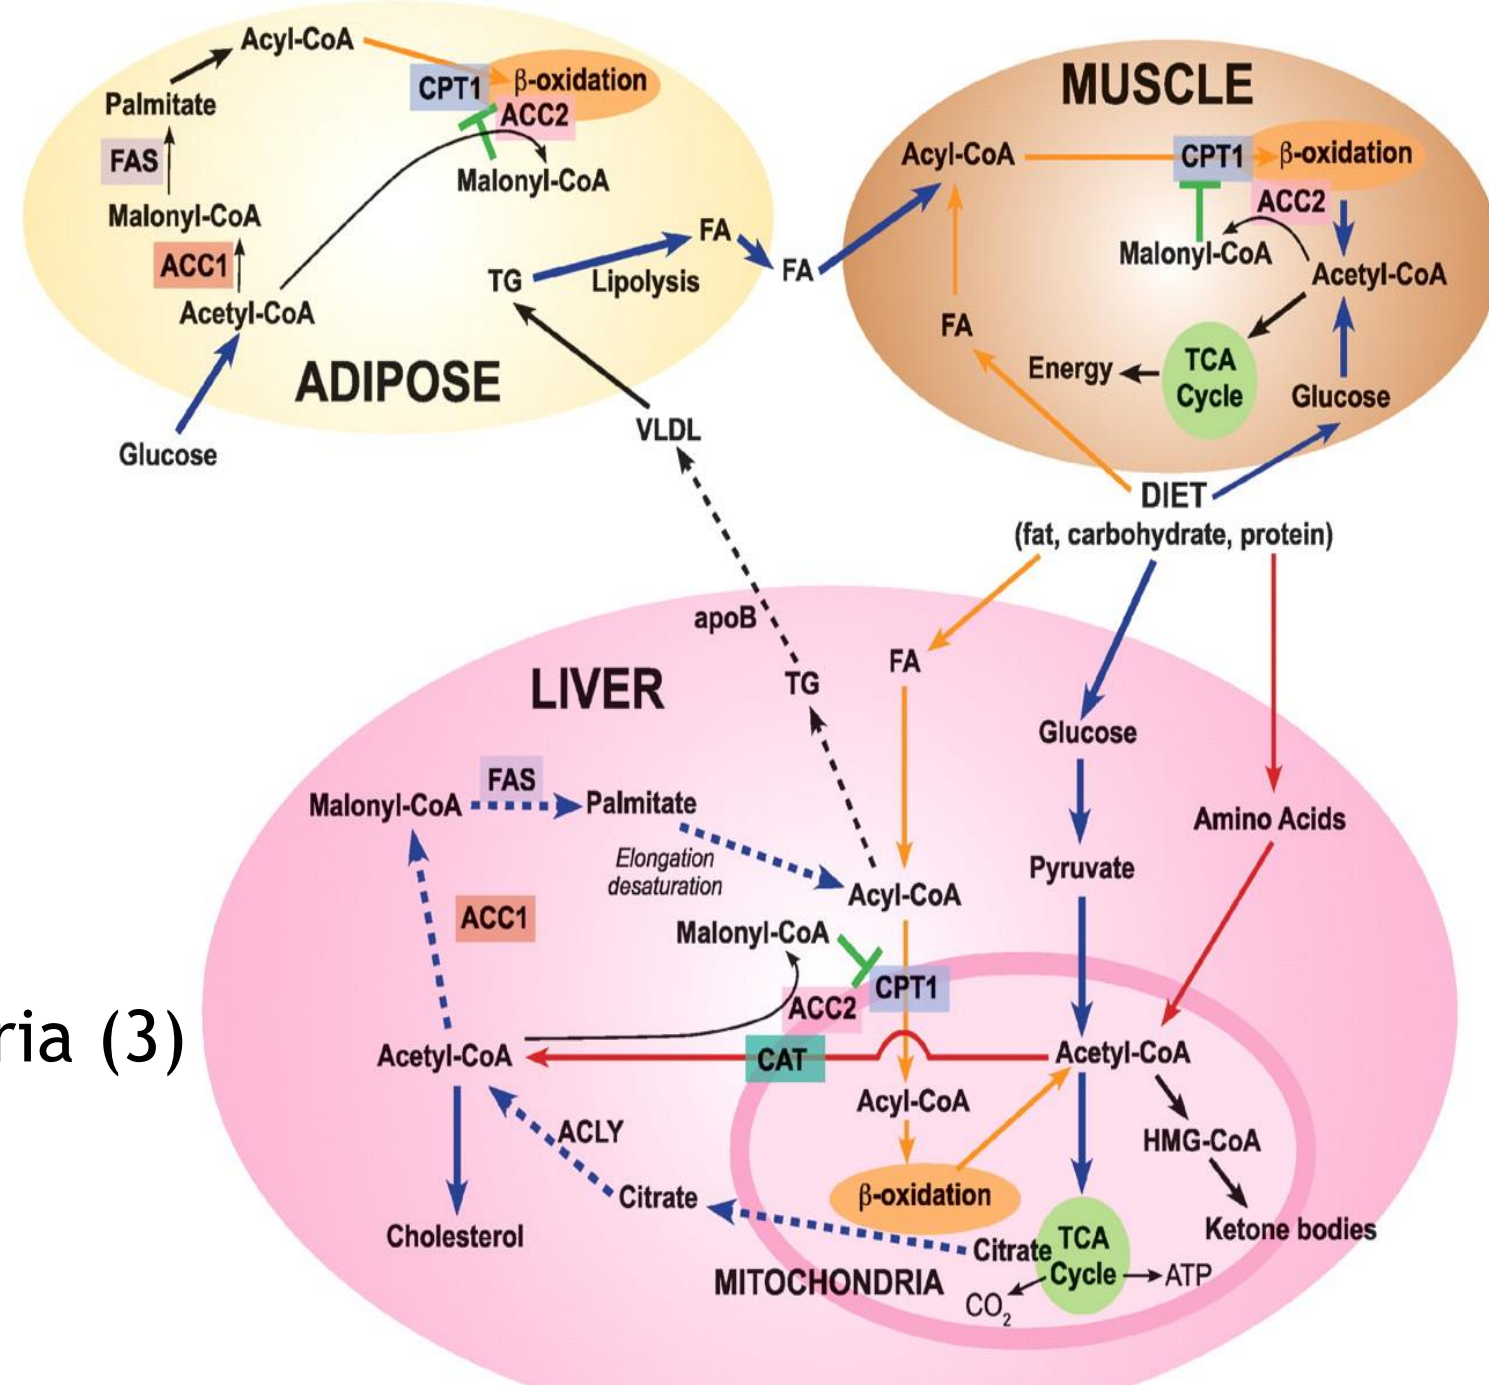 Acyl-CoA
CPT1
β-oxidation
ACC2
Palmitate
FAS
Malonyl-CoA
Malonyl-CoA
ACC1
Acetyl-CoA
TG
Lipolysis
FA
FA
ADIPOSE
Glucose
VLDL
MUSCLE
Acyl-CoA
CPT1
β-oxidation
ACC2
Malonyl-CoA
Acetyl-CoA
FA
Energy
TCA
Cycle
Glucose
DIET
(fat, carbohydrate, protein)
apoB
LIVER
TG
FA
Glucose
FAS
Malonyl-CoA
Palmitate
Elongation
desaturation
Amino Acids
Pyruvate
Acyl-CoA
ACC1
Malonyl-CoA
CPT1
ACC2
ria (3)
Acetyl-CoA
CAT
Acetyl-CoA
Acyl-CoA
ACLY
HMG-CoA
Citrate
β-oxidation
Cholesterol
Ketone bodies
Citrate
TCA
Cycle
ATP
CO2
MITOCHONDRIA